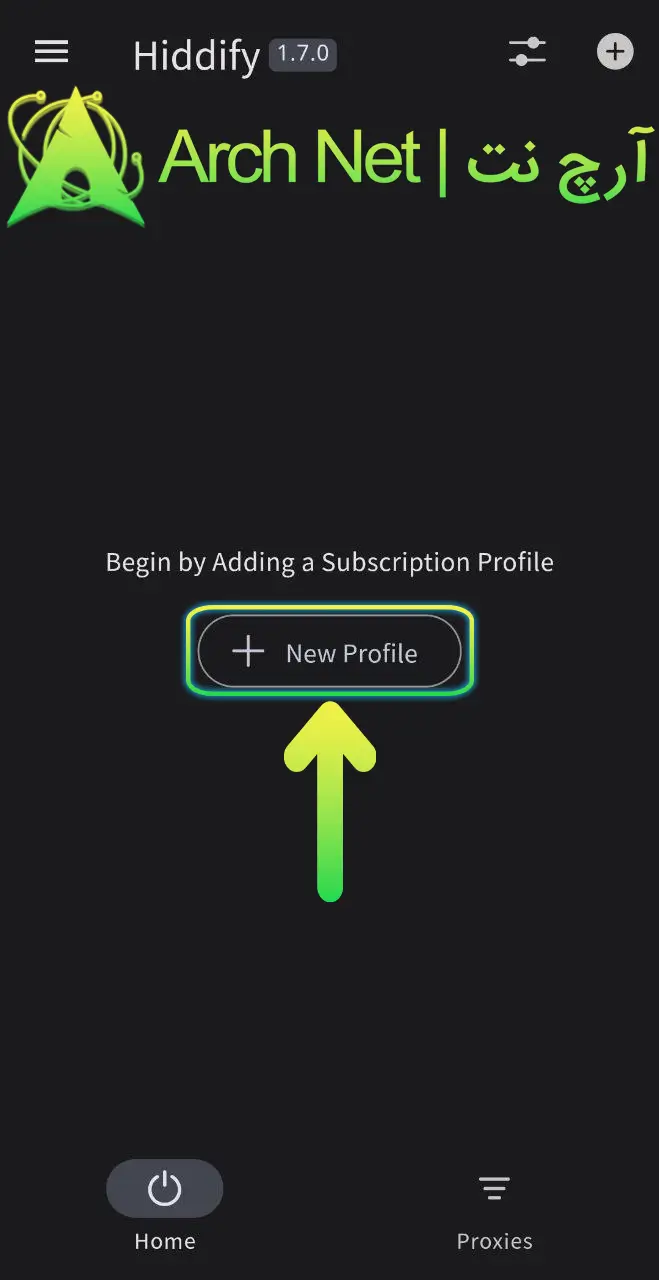 Hiddify 1.7.0
Arch Net | آرچ نت
Begin by Adding a Subscription Profile
New Profile
Home
Proxies